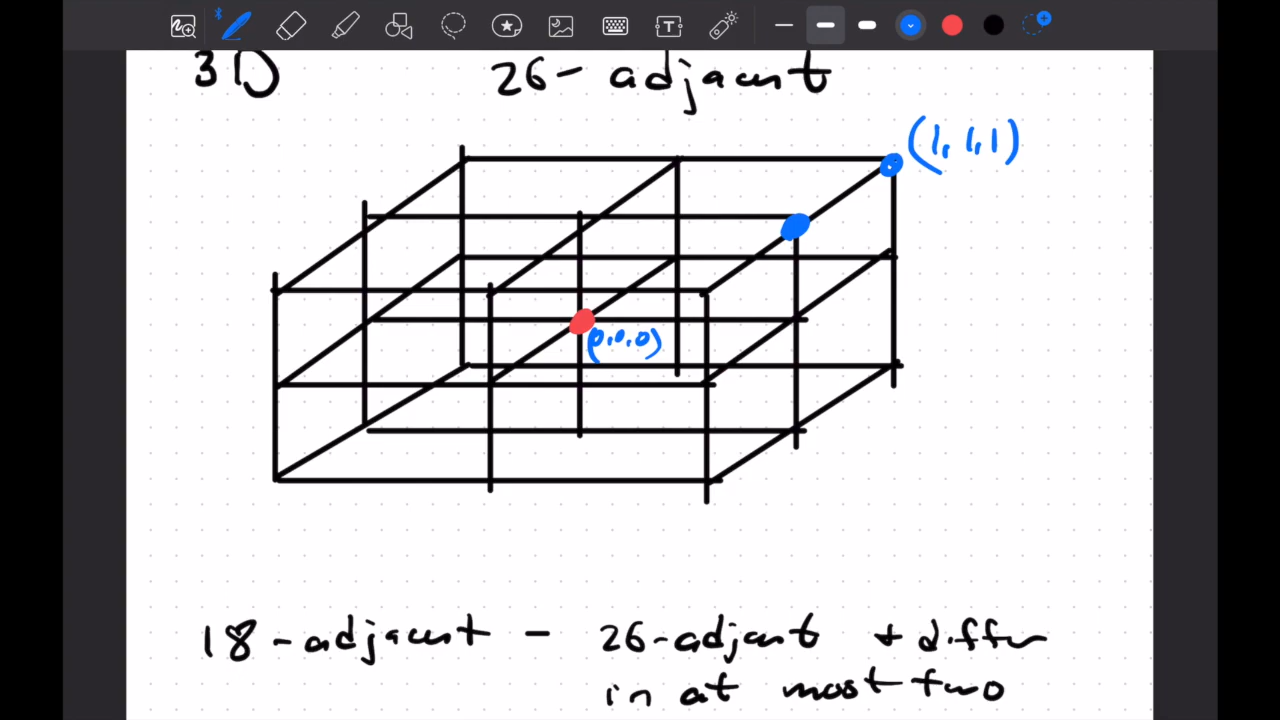 3D 26- adjacent
(1, 1, 1)
(0,0,0)
18-adjacent - 26-adjacent + differ
in at most two